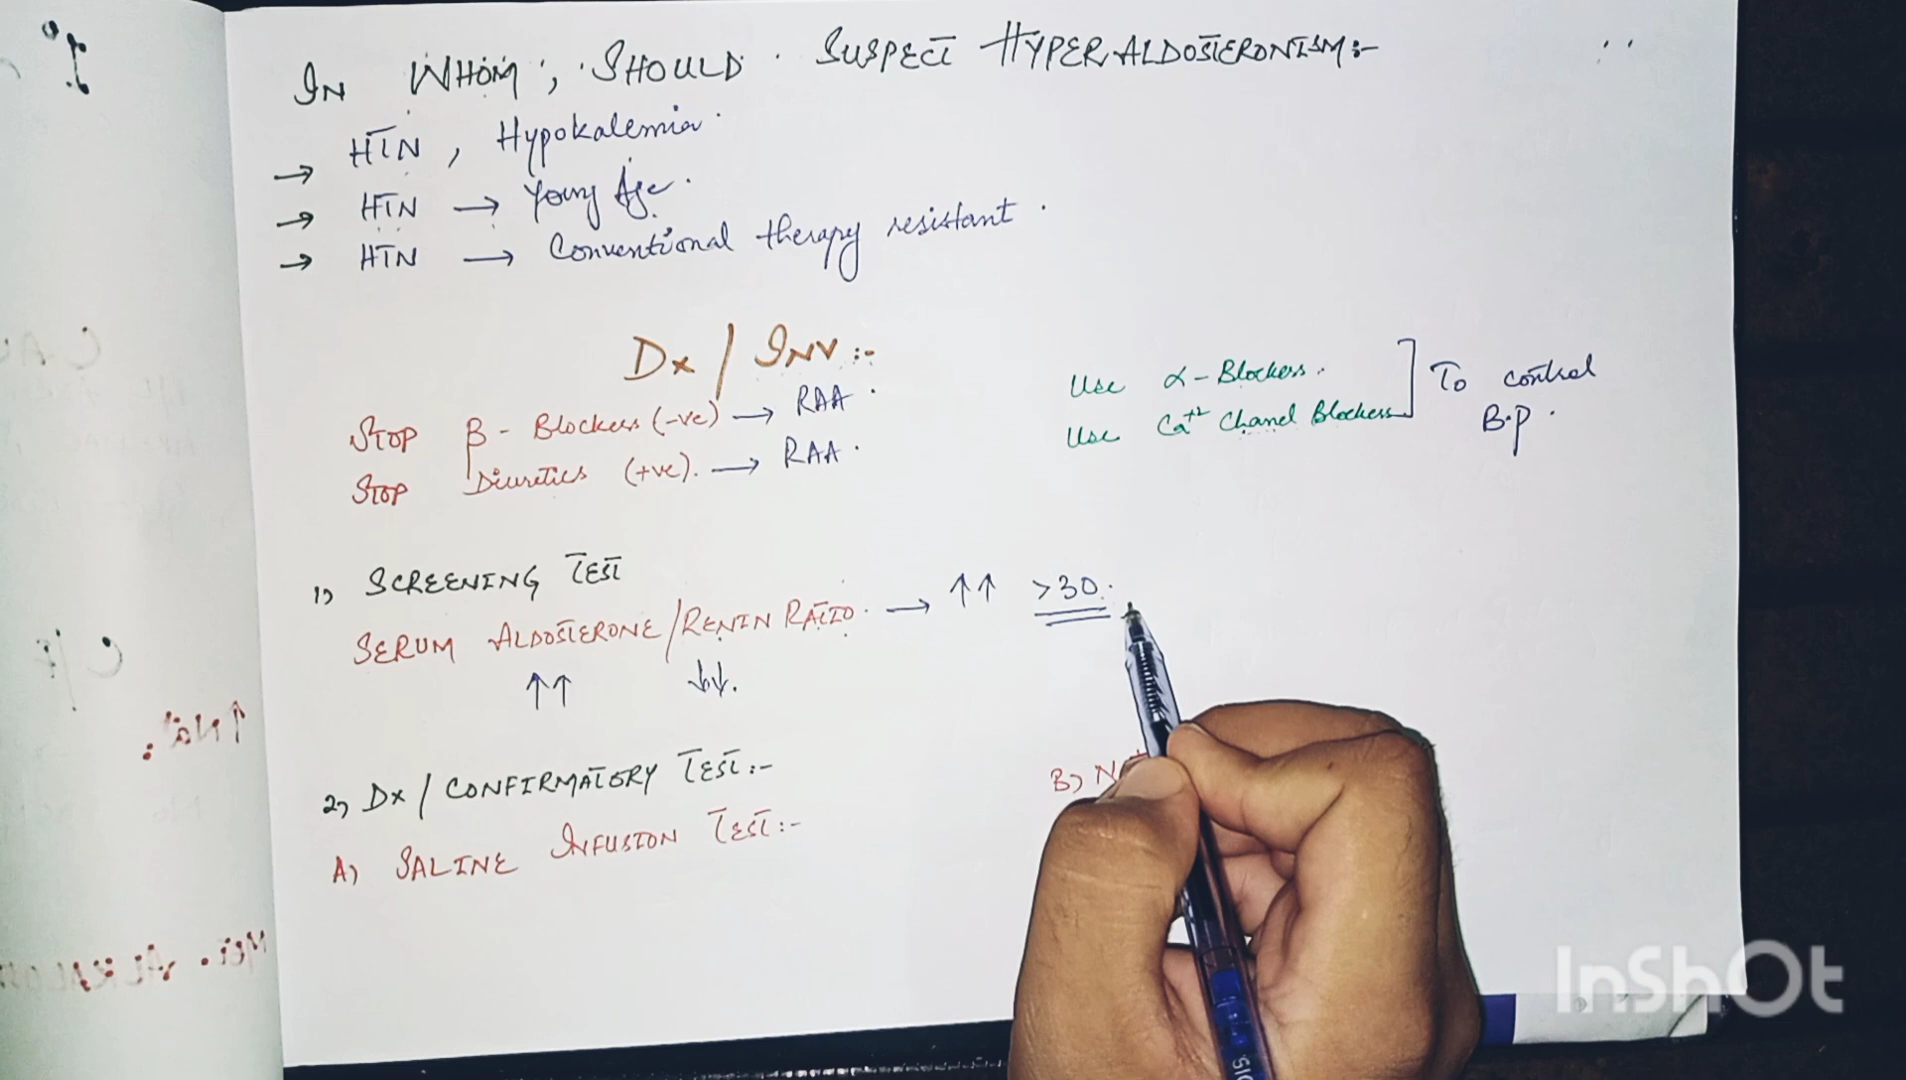 IN WHOM, SHOULD SUSPECT HYPERALDOSTERONISM:-
→ HTN, Hypokalemia.
→ HTN → Young Age.
→ HTN → Conventional therapy resistant.
Dx / INV :-
STOP β - Blockers (-ve) → RAA.
STOP Diuretics (+ve). → RAA.
Use α - Blockers.
Use Ca+2 Chanel Blockers
To control
B.P.
1) SCREENING TEST
SERUM ALDOSTERONE/RENIN RATIO. → ↑↑ >30.
↑↑ ↓↓.
2) Dx / CONFIRMATORY TEST:-
A) SALINE INFUSION TEST:-
B)
InShOt